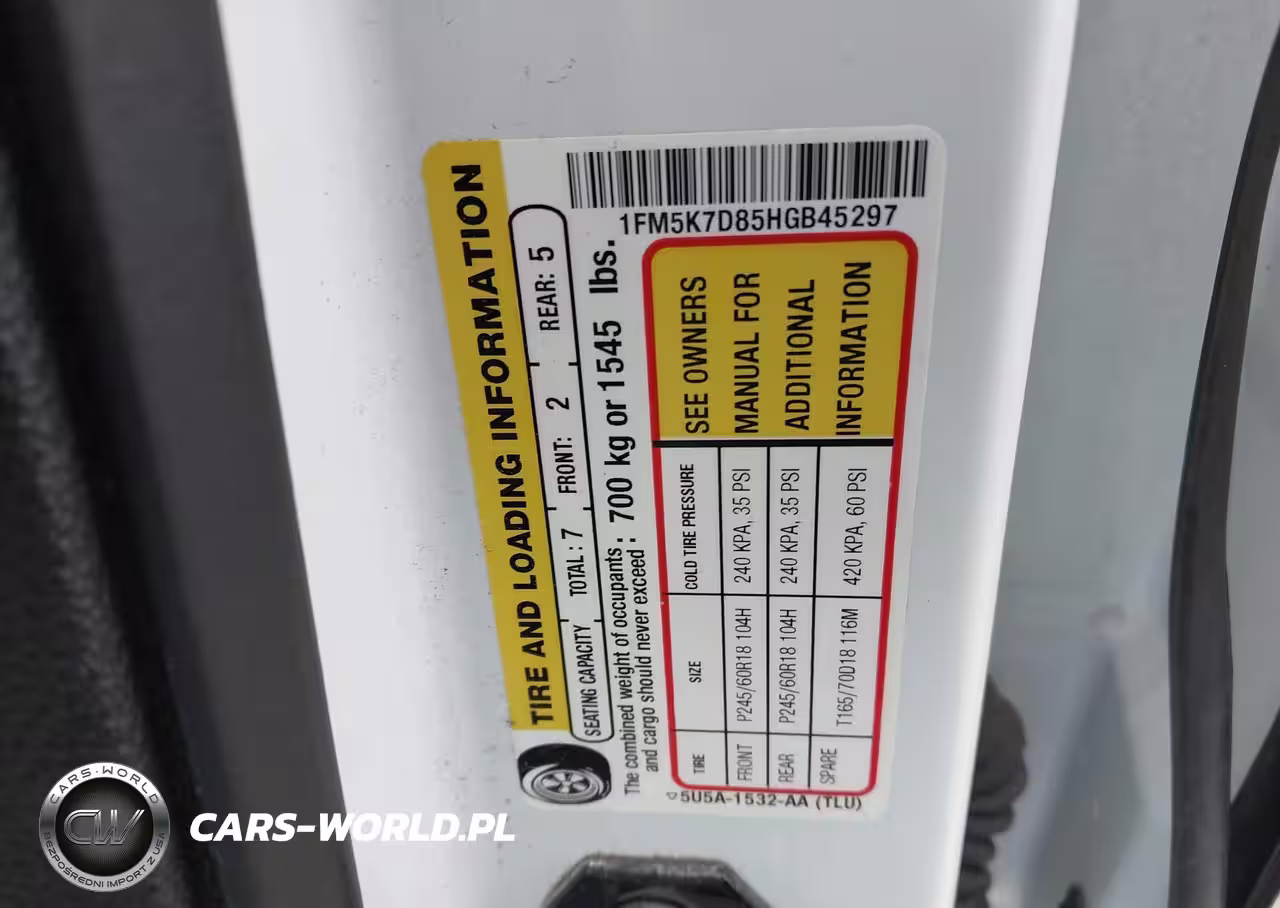 1FM5K7D85HGB45297
TIRE AND LOADING INFORMATION
SEATING CAPACITY TOTAL : 7 FRONT: 2 REAR: 5
The combined weight of occupants : 700 kg or 1545 lbs.
and cargo should never exceed :
TIRE SIZE COLD TIRE PRESSURE
FRONT P245/60R18 104H 240 KPA, 35 PSI
REAR P245/60R18 104H 240 KPA, 35 PSI
SPARE T165/70D18 116M 420 KPA, 60 PSI
SEE OWNERS
MANUAL FOR
ADDITIONAL
INFORMATION
5U5A-1532-AA (TLU)
CARS-WORLD
CW
BEZPOŚREDNI IMPORT Z USA
CARS-WORLD.PL